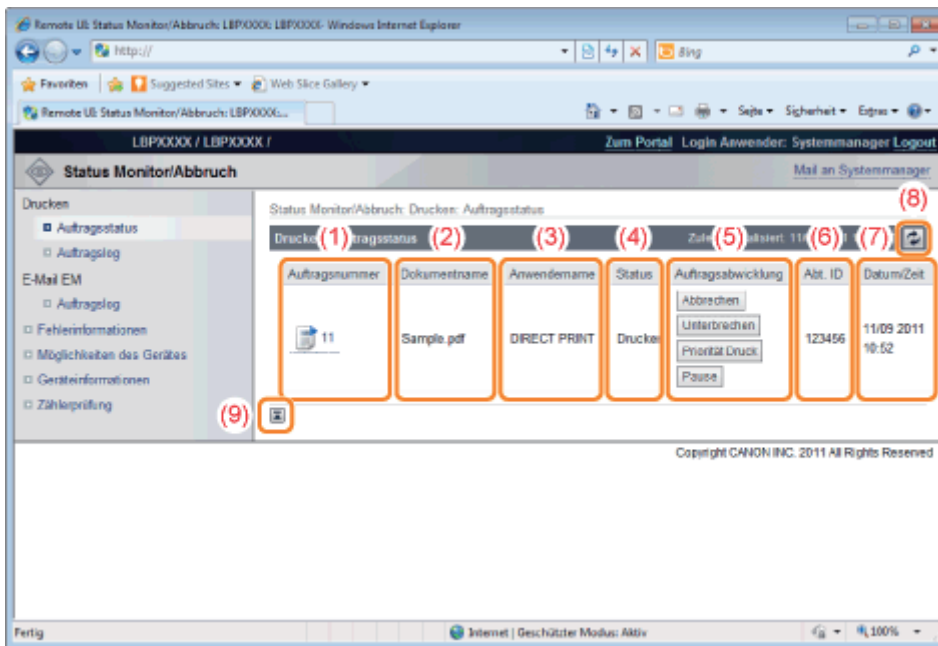 Remote UI: Status Monitor/Abbruch: LBPXXXX: LBPXXXX- Windows Internet Explorer
http://
Bing
Favoriten Suggested Sites Web Slice Gallery
Remote UI: Status Monitor/Abbruch: LBPXXXX:... Seite Sicherheit Extras
LBPXXXX / LBPXXXX / Zum Portal Login Anwender: Systemmanager Logout
Status Monitor/Abbruch Mail an Systemmanager
(8)
Drucken
Auftragsstatus
Auftragslog
E-Mail EM
Auftragslog
Fehlerinformationen
Möglichkeiten des Gerätes
Geräteinformationen
Zählerprüfung
Status Monitor/Abbruch: Drucken: Auftragsstatus
(1) (2) (3) (4) (5) (6) (7)
Auftragsnummer Dokumentname Anwendername Status Auftragsabwicklung Abt. ID Datum/Zeit
11 Sample.pdf DIRECT PRINT Drucken 123456 11/09 2011
10:52
Abbrechen
Unterbrechen
Priorität Druck
Pause
(9)
Copyright CANON INC. 2011 All Rights Reserved
Fertig Internet | Geschützter Modus: Aktiv 100%